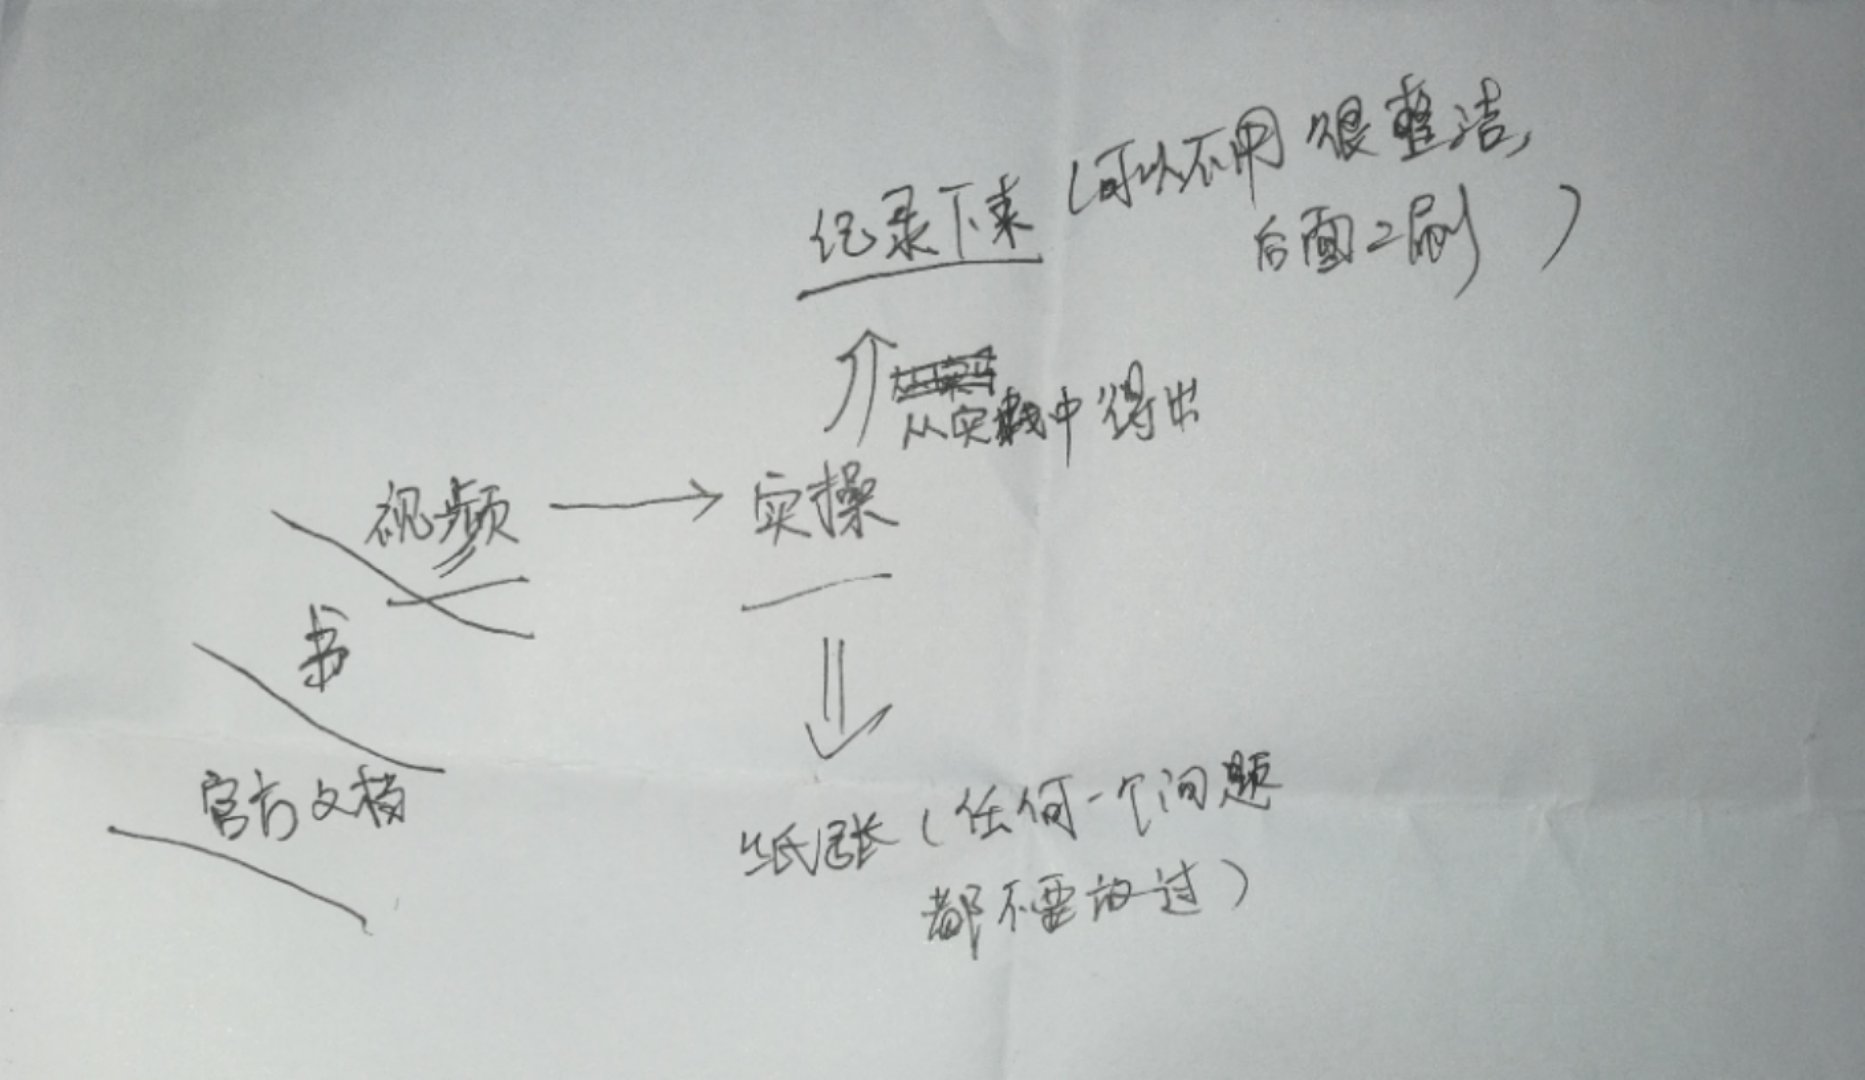 记录下来(可以不用很整洁,
后面二刷)
从实践中得出
视频 → 实操
书
官方文档
纸张(任何一个问题
都不要放过)